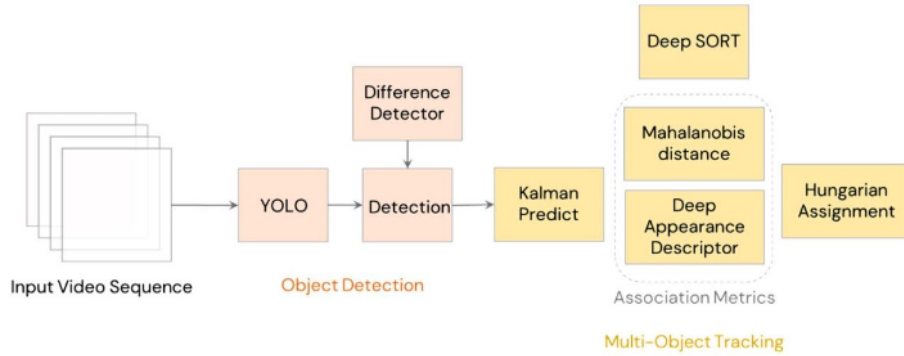 Deep SORT
Difference
Detector
Mahalanobis
distance
YOLO
Detection
Kalman
Predict
Deep
Appearance
Descriptor
Hungarian
Assignment
Input Video Sequence
Object Detection
Association Metrics
Multi-Object Tracking